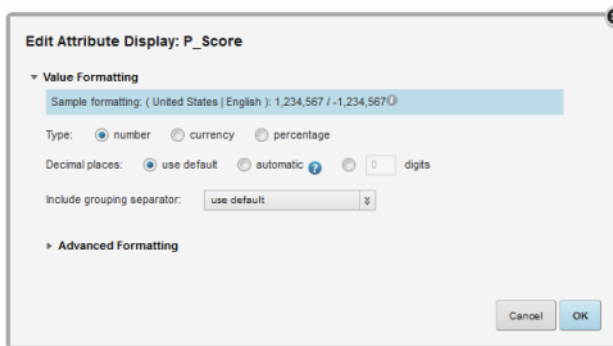 Edit Attribute Display: P_Score
Value Formatting
Sample formatting: ( United States | English ): 1,234,567 / -1,234,567
Type: number currency percentage
Decimal places: use default automatic ? 0 digits
Include grouping separator: use default
Advanced Formatting
Cancel OK